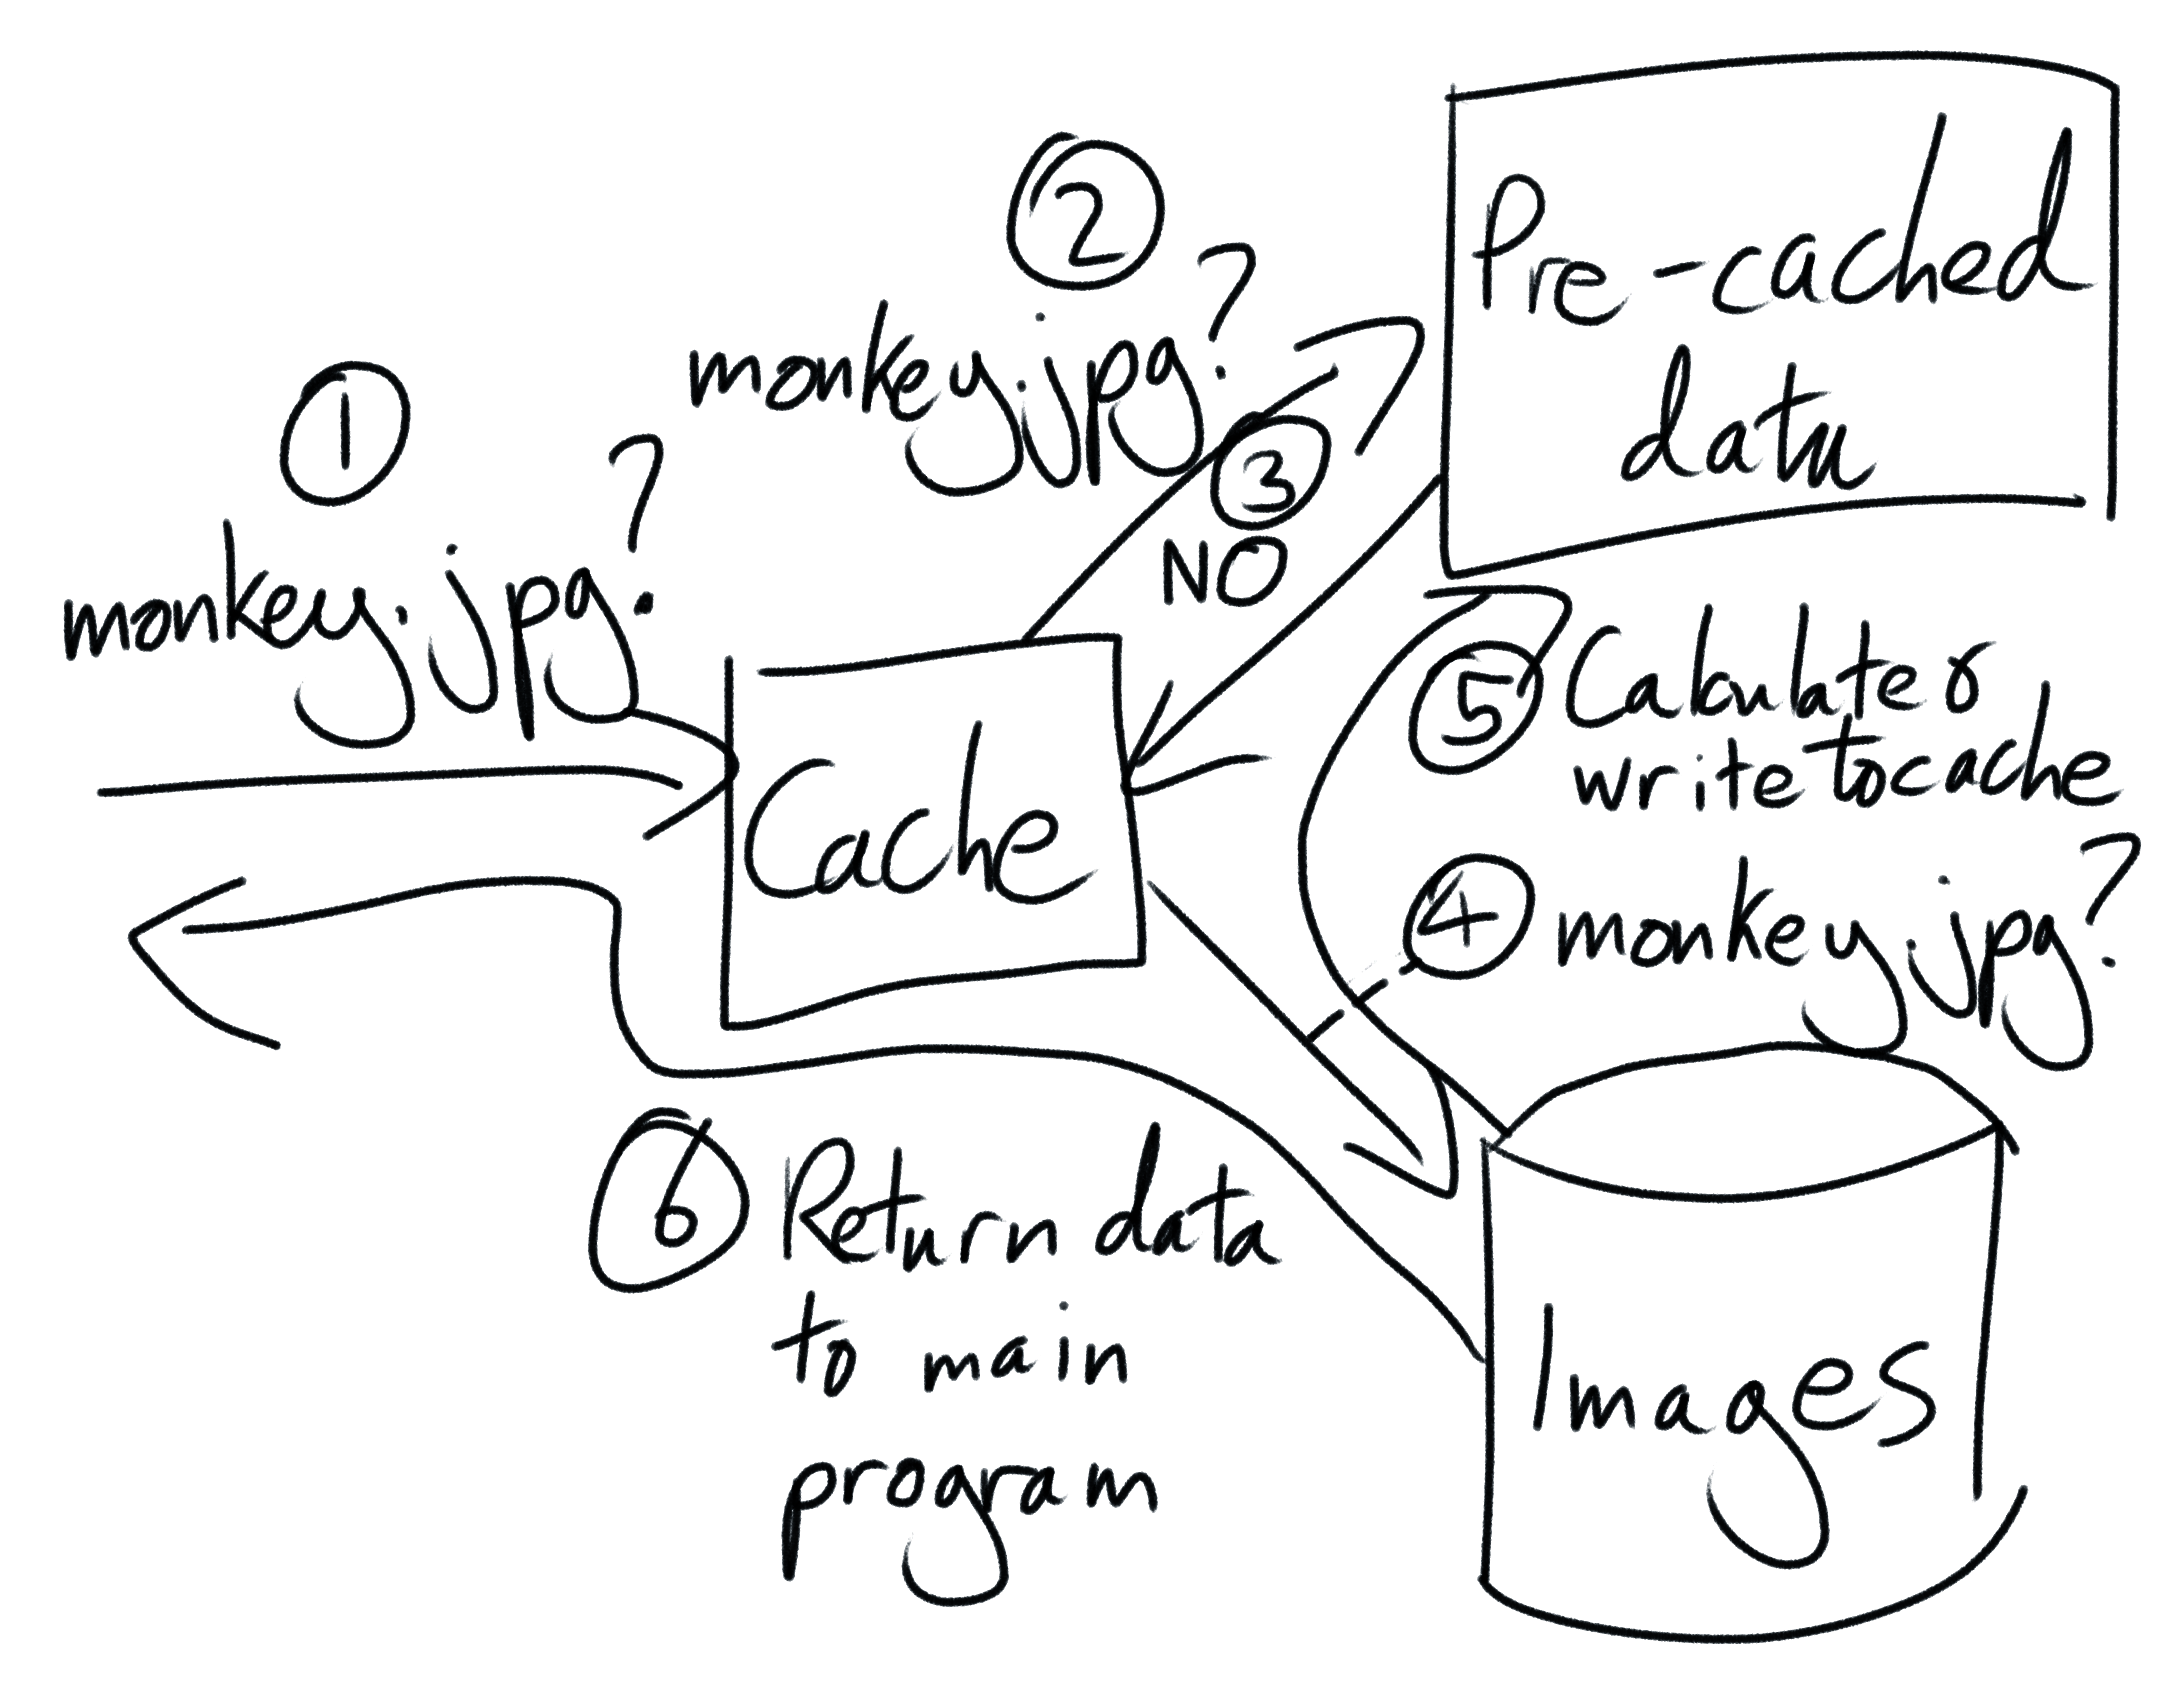 1
monkey.jpg?
2
monkey.jpg?
3
NO
Pre-cached
data
Cache
5 Calculate &
write to cache
4 monkey.jpg?
6 Return data
to main
program
Images